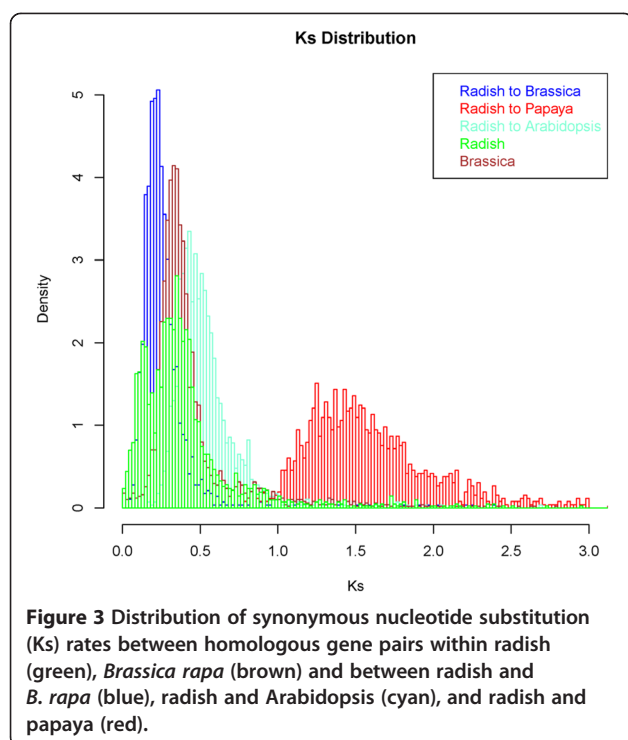 Ks Distribution
Radish to Brassica
Radish to Papaya
Radish to Arabidopsis
Radish
Brassica
5
4
3
2
1
0
Density
0.0 0.5 1.0 1.5 2.0 2.5 3.0
Ks
Figure 3 Distribution of synonymous nucleotide substitution
(Ks) rates between homologous gene pairs within radish
(green), Brassica rapa (brown) and between radish and
B. rapa (blue), radish and Arabidopsis (cyan), and radish and
papaya (red).